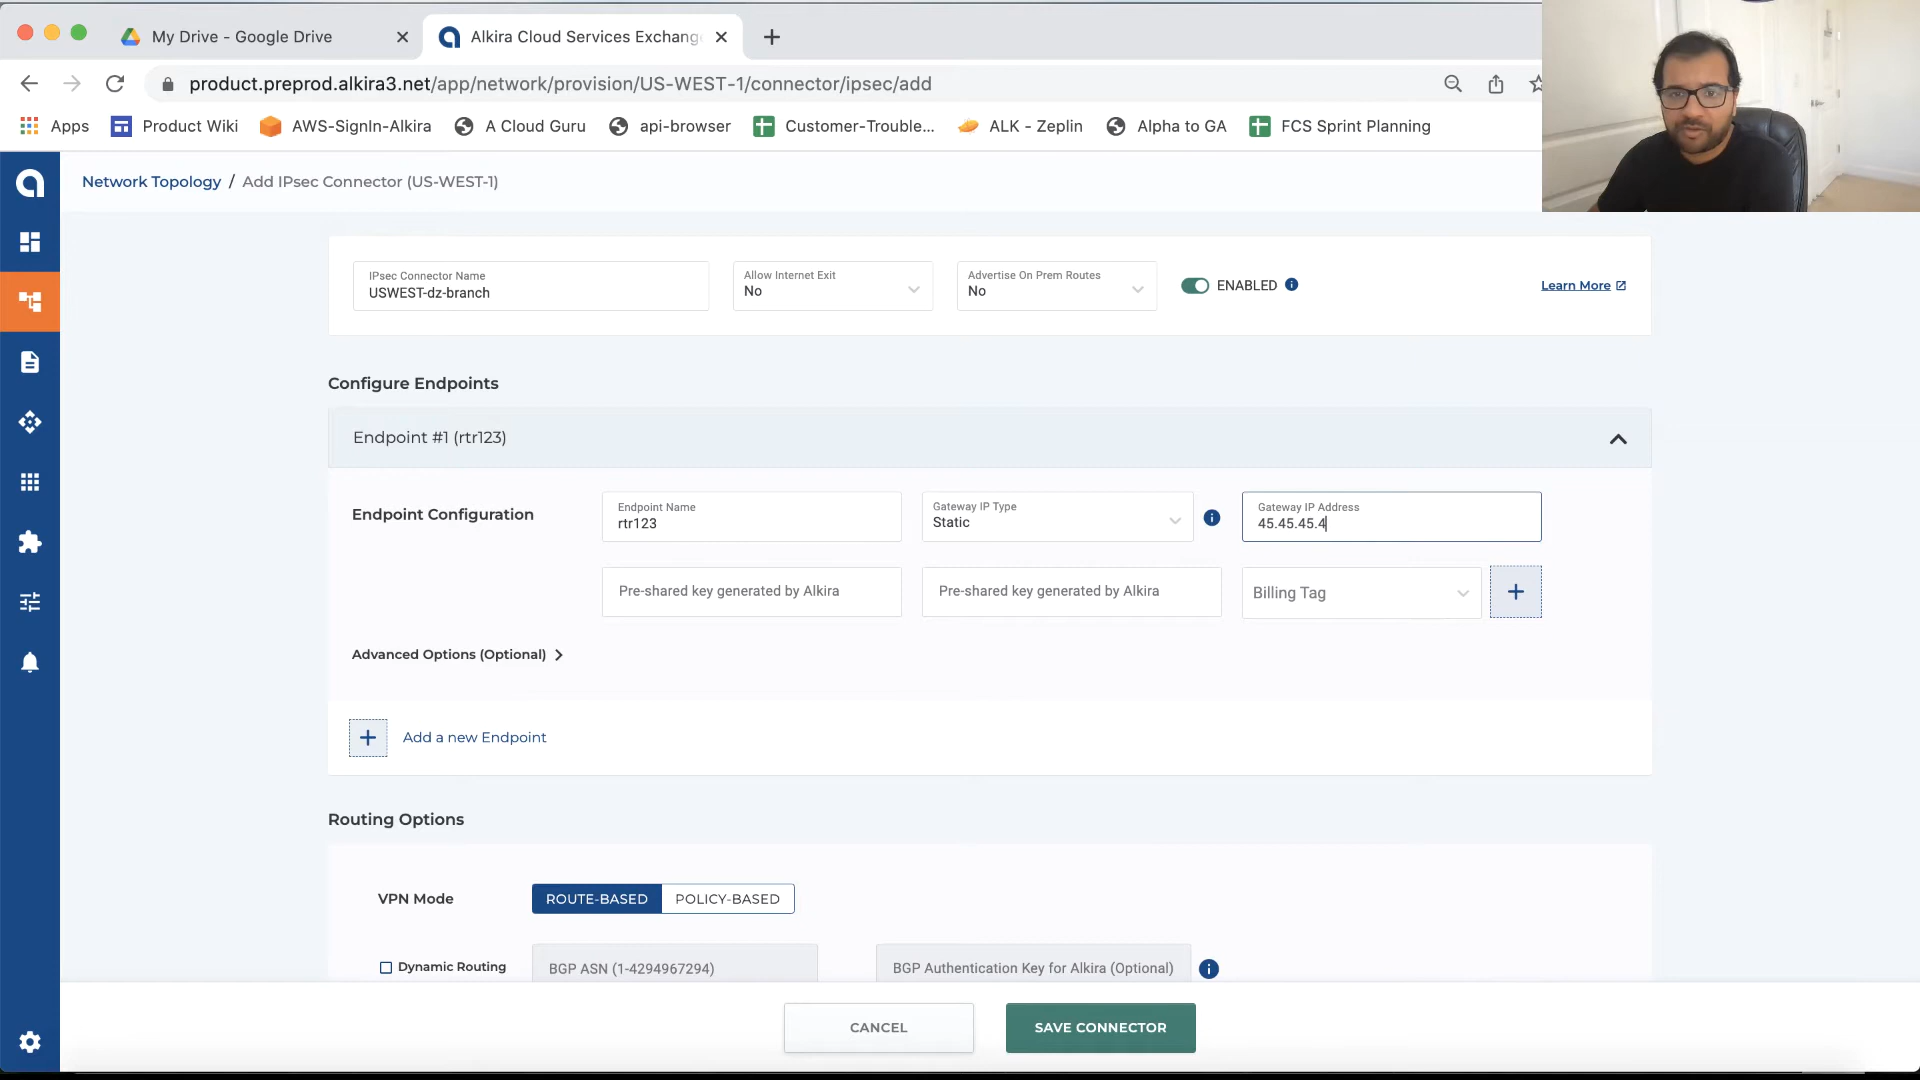 My Drive - Google Drive
Alkira Cloud Services Exchang
product.preprod.alkira3.net/app/network/provision/US-WEST-1/connector/ipsec/add
Apps Product Wiki AWS-SignIn-Alkira A Cloud Guru api-browser Customer-Trouble... ALK - Zeplin Alpha to GA FCS Sprint Planning
Network Topology / Add IPsec Connector (US-WEST-1)
IPsec Connector Name
USWEST-dz-branch
Allow Internet Exit
No
Advertise On Prem Routes
No
ENABLED
Learn More
Configure Endpoints
Endpoint #1 (rtr123)
Endpoint Configuration
Endpoint Name
rtr123
Gateway IP Type
Static
Gateway IP Address
45.45.45.4
Pre-shared key generated by Alkira
Pre-shared key generated by Alkira
Billing Tag
Advanced Options (Optional)
Add a new Endpoint
Routing Options
VPN Mode
ROUTE-BASED
POLICY-BASED
Dynamic Routing
BGP ASN (1-4294967294)
BGP Authentication Key for Alkira (Optional)
CANCEL
SAVE CONNECTOR